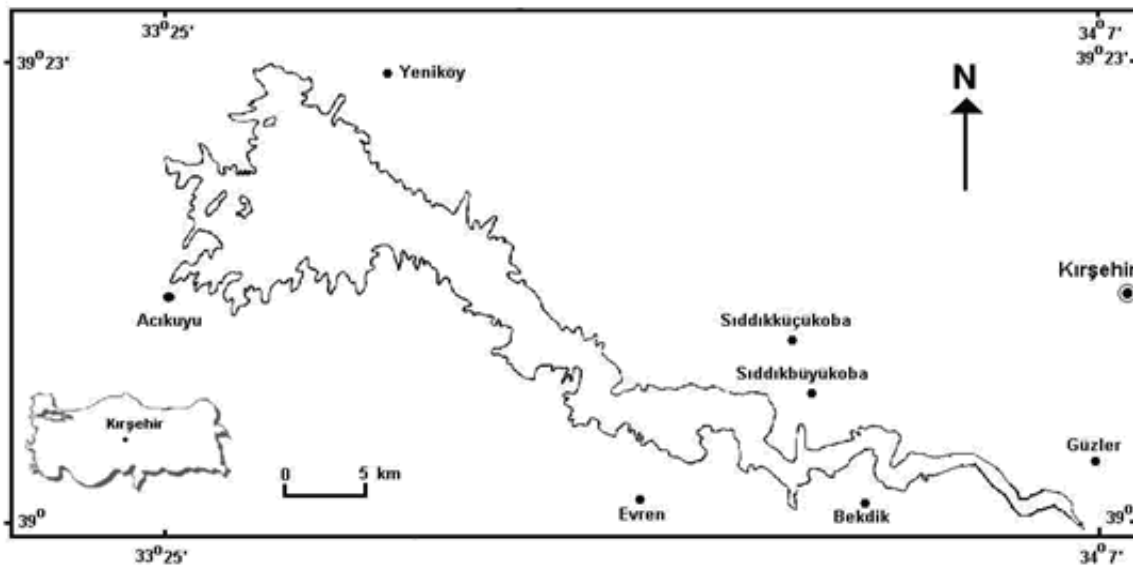 33°25'
34°7'
39°23'
39°23'
Yeniköy
N
Kırşehir
Acıkuyu
Sıddıkküçükoba
Sıddıkbüyükoba
Kırşehir
Güzler
0 5 km
Evren
Bekdik
39°
39°
33°25'
34°7'